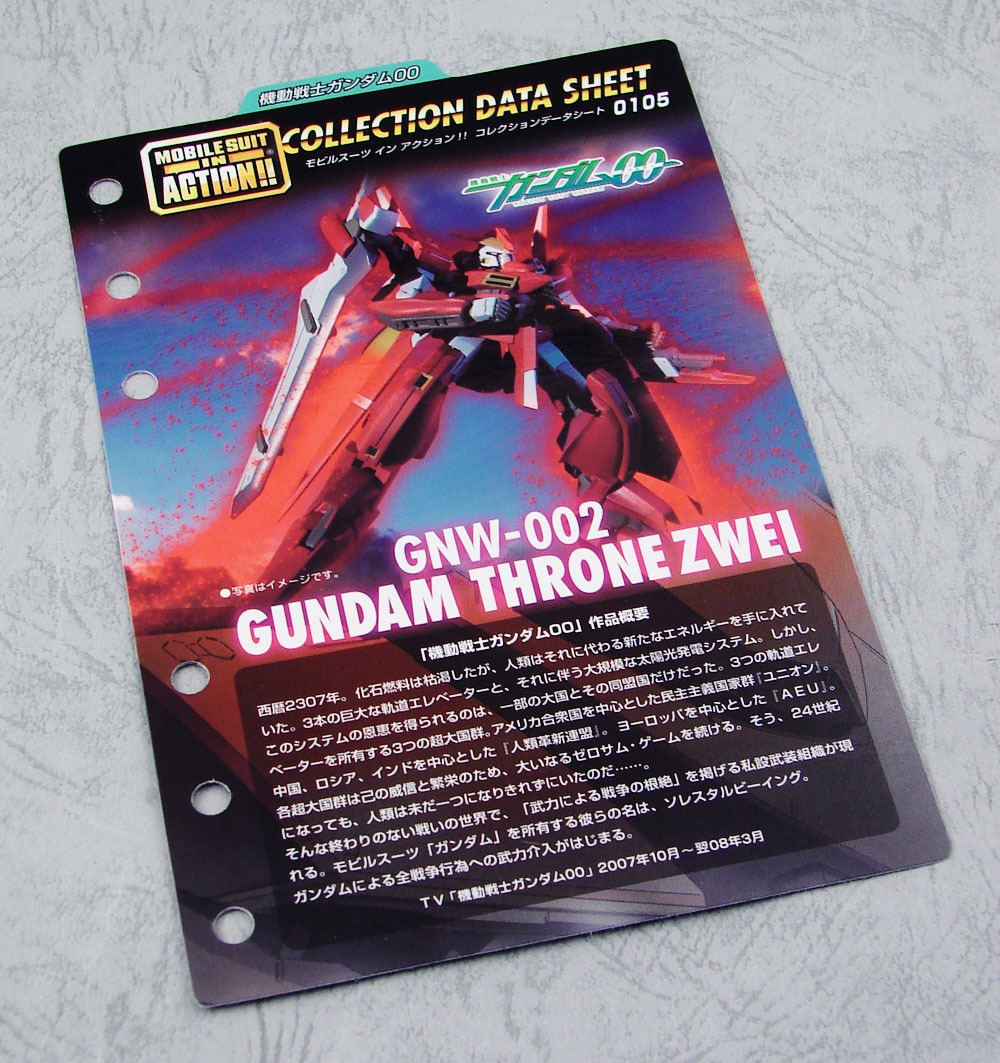 機動戦士ガンダム00
MOBILE SUIT
IN
ACTION!!®
COLLECTION DATA SHEET
モビルスーツ イン アクション!! コレクションデータシート 0105
機動戦士
ガンダム00
GNW-002
●写真はイメージです。
GUNDAM THRONE ZWEI
「機動戦士ガンダム00」作品概要
西暦2307年。化石燃料は枯渇したが、人類はそれに代わる新たなエネルギーを手に入れて
いた。3本の巨大な軌道エレベーターと、それに伴う大規模な太陽光発電システム。しかし、
このシステムの恩恵を得られるのは、一部の大国とその同盟国だけだった。3つの軌道エレ
ベーターを所有する3つの超大国群。アメリカ合衆国を中心とした民主主義国家群『ユニオン』。
中国、ロシア、インドを中心とした『人類革新連盟』。ヨーロッパを中心とした『AEU』。
各超大国群は己の威信と繁栄のため、大いなるゼロサム・ゲームを続ける。そう、24世紀
になっても、人類は未だ一つになりきれずにいたのだ……。
そんな終わりのない戦いの世界で、「武力による戦争の根絶」を掲げる私設武装組織が現
れる。モビルスーツ「ガンダム」を所有する彼らの名は、ソレスタルビーイング。
ガンダムによる全戦争行為への武力介入がはじまる。
TV「機動戦士ガンダム00」2007年10月～翌08年3月